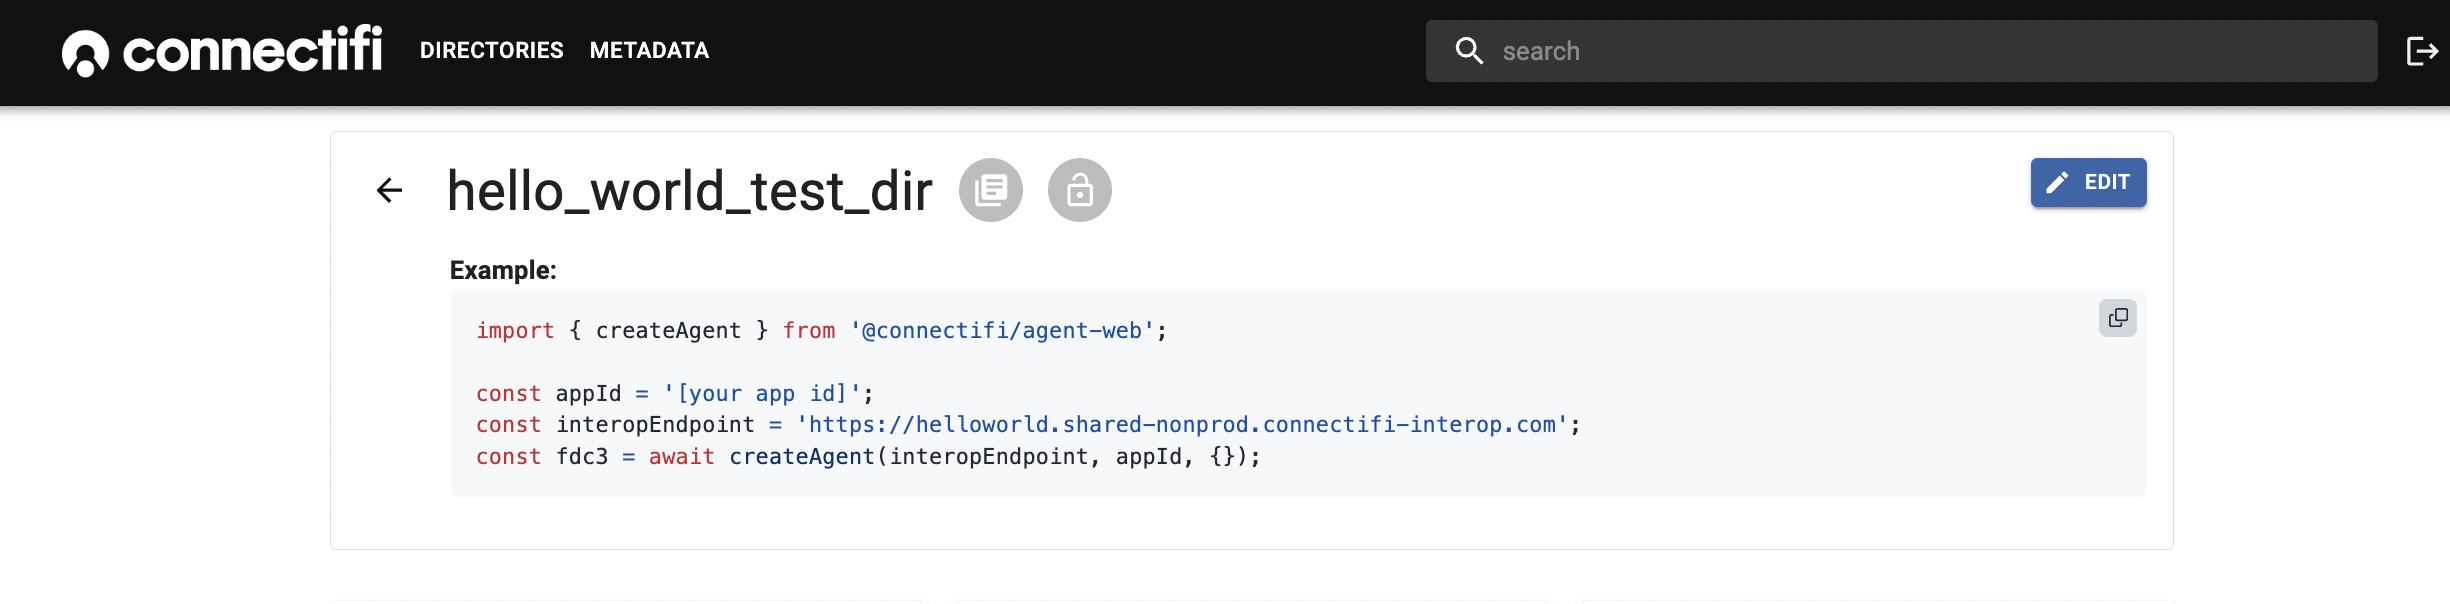 connectifi DIRECTORIES METADATA search
hello_world_test_dir EDIT
Example:
import { createAgent } from '@connectifi/agent-web';
const appId = '[your app id]';
const interopEndpoint = 'https://helloworld.shared-nonprod.connectifi-interop.com';
const fdc3 = await createAgent(interopEndpoint, appId, {});